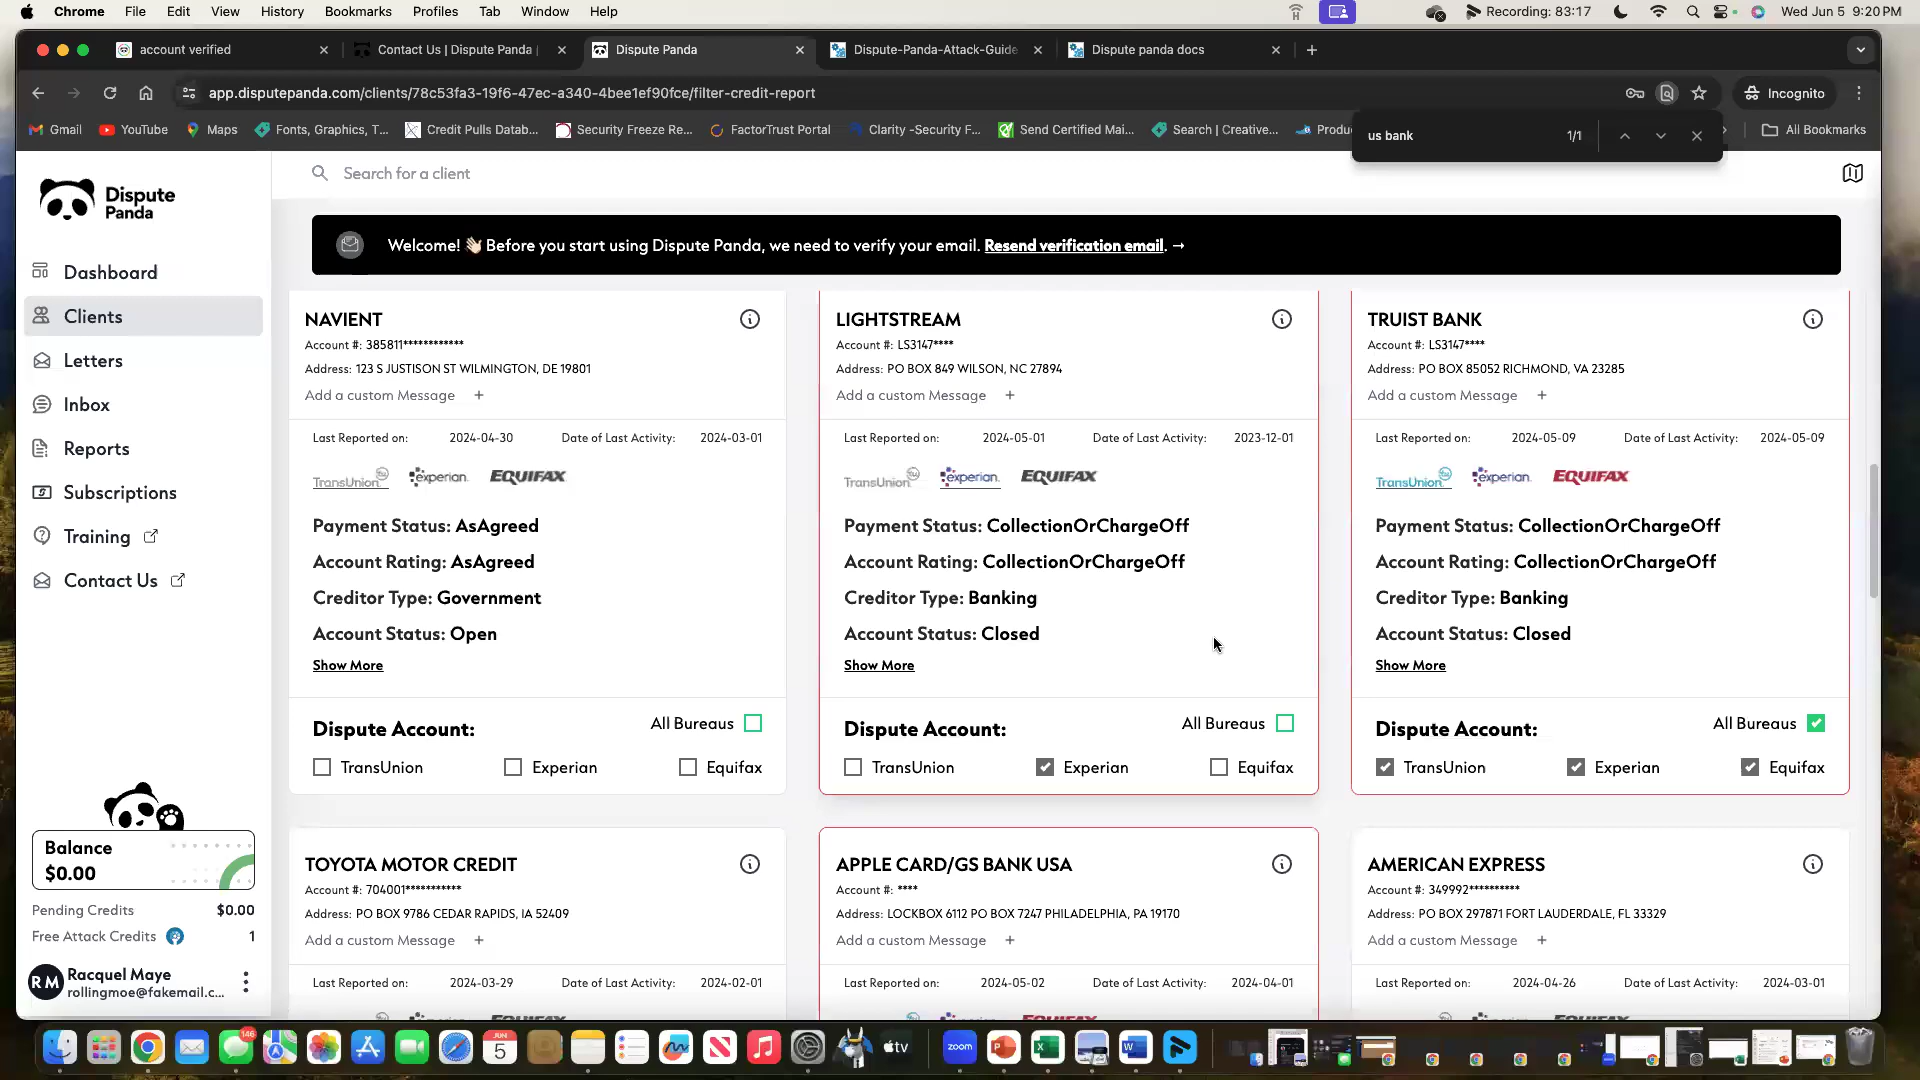 Chrome File Edit View History Bookmarks Profiles Tab Window Help
Recording: 83:17 Wed Jun 5 9:20 PM
account verified
Contact Us | Dispute Panda |
Dispute Panda
Dispute-Panda-Attack-Guide
Dispute panda docs
app.disputepanda.com/clients/78c53fa3-19f6-47ec-a340-4bee1ef90fce/filter-credit-report
Incognito
Gmail YouTube Maps Fonts, Graphics, T... Credit Pulls Datab... Security Freeze Re... FactorTrust Portal Clarity -Security F... Send Certified Mai... Search | Creative... Produ All Bookmarks
us bank 1/1
Dispute Panda
Search for a client
Welcome! 👋🏻 Before you start using Dispute Panda, we need to verify your email. Resend verification email. →
Dashboard
Clients
Letters
Inbox
Reports
Subscriptions
Training
Contact Us
Balance
$0.00
Pending Credits $0.00
Free Attack Credits 1
RM
Racquel Maye
rollingmoe@fakemail.c...
NAVIENT
Account #: 385811************
Address: 123 S JUSTISON ST WILMINGTON, DE 19801
Add a custom Message +
Last Reported on: 2024-04-30 Date of Last Activity: 2024-03-01
TransUnion experian. EQUIFAX
Payment Status: AsAgreed
Account Rating: AsAgreed
Creditor Type: Government
Account Status: Open
Show More
Dispute Account: All Bureaus
TransUnion Experian Equifax
LIGHTSTREAM
Account #: LS3147****
Address: PO BOX 849 WILSON, NC 27894
Add a custom Message +
Last Reported on: 2024-05-01 Date of Last Activity: 2023-12-01
TransUnion experian. EQUIFAX
Payment Status: CollectionOrChargeOff
Account Rating: CollectionOrChargeOff
Creditor Type: Banking
Account Status: Closed
Show More
Dispute Account: All Bureaus
TransUnion Experian Equifax
TRUIST BANK
Account #: LS3147****
Address: PO BOX 85052 RICHMOND, VA 23285
Add a custom Message +
Last Reported on: 2024-05-09 Date of Last Activity: 2024-05-09
TransUnion experian. EQUIFAX
Payment Status: CollectionOrChargeOff
Account Rating: CollectionOrChargeOff
Creditor Type: Banking
Account Status: Closed
Show More
Dispute Account: All Bureaus
TransUnion Experian Equifax
TOYOTA MOTOR CREDIT
Account #: 704001***********
Address: PO BOX 9786 CEDAR RAPIDS, IA 52409
Add a custom Message +
Last Reported on: 2024-03-29 Date of Last Activity: 2024-02-01
APPLE CARD/GS BANK USA
Account #: ****
Address: LOCKBOX 6112 PO BOX 7247 PHILADELPHIA, PA 19170
Add a custom Message +
Last Reported on: 2024-05-02 Date of Last Activity: 2024-04-01
AMERICAN EXPRESS
Account #: 349992**********
Address: PO BOX 297871 FORT LAUDERDALE, FL 33329
Add a custom Message +
Last Reported on: 2024-04-26 Date of Last Activity: 2024-03-01
146
JUN
5
zoom
tv